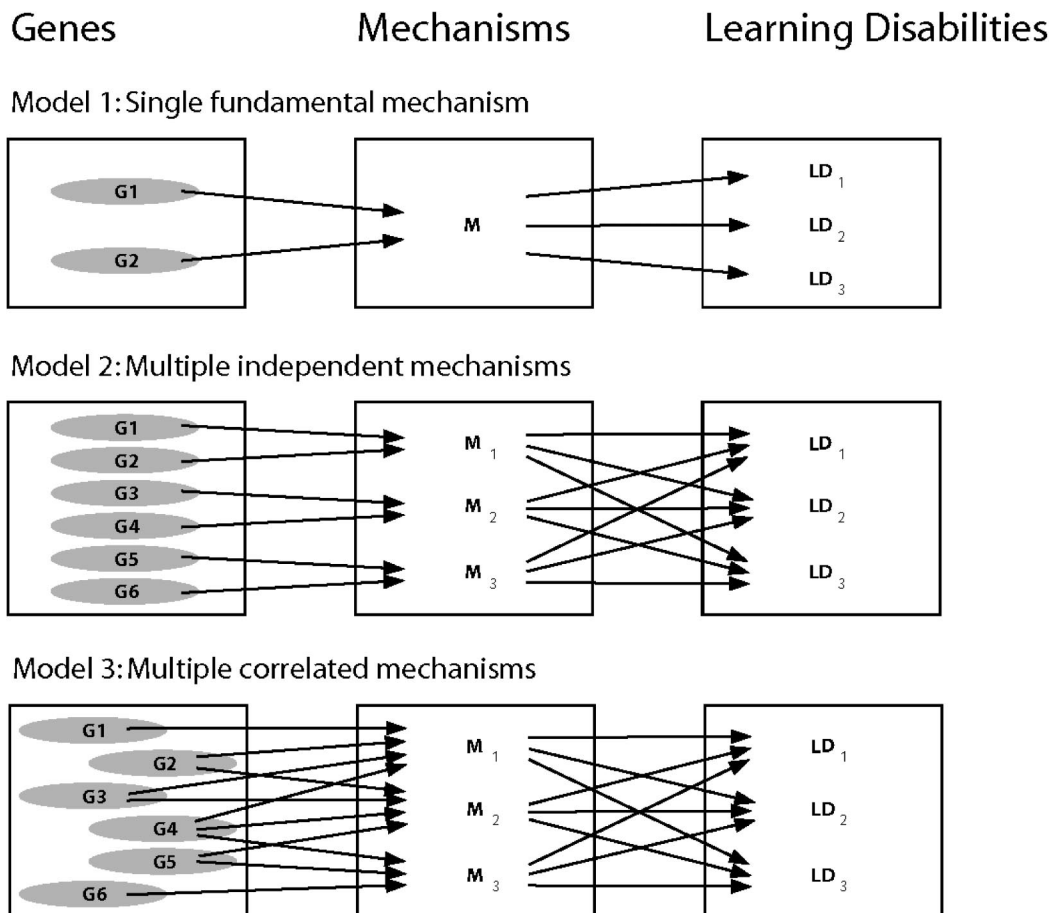 Genes Mechanisms Learning Disabilities
Model 1: Single fundamental mechanism
G1
G2
M
LD 1
LD 2
LD 3
Model 2: Multiple independent mechanisms
G1
G2
G3
G4
G5
G6
M 1
M 2
M 3
LD 1
LD 2
LD 3
Model 3: Multiple correlated mechanisms
G1
G2
G3
G4
G5
G6
M 1
M 2
M 3
LD 1
LD 2
LD 3